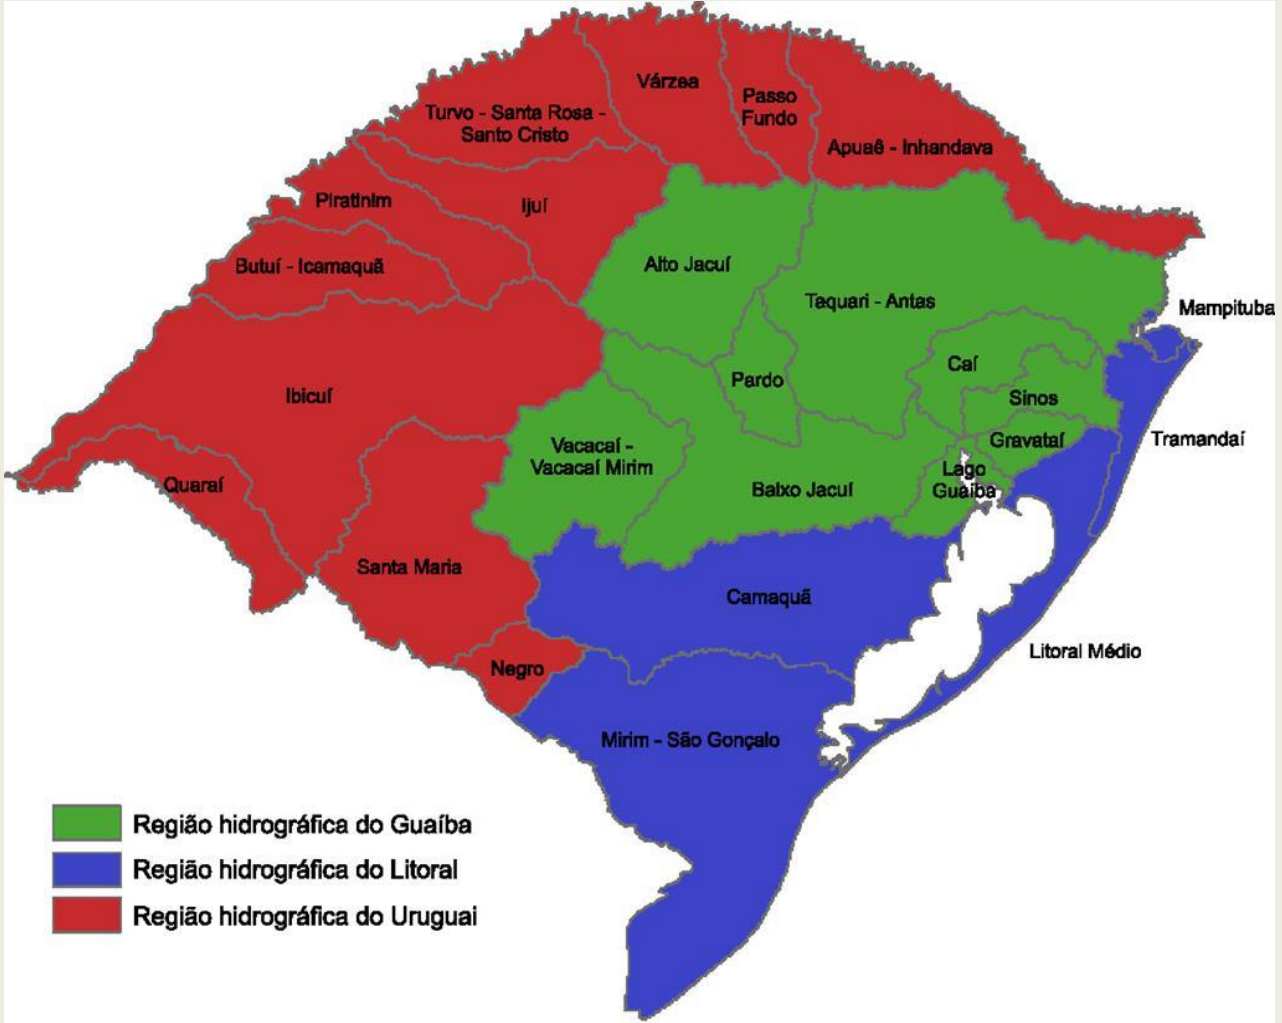 Várzea
Passo
Fundo
Turvo - Santa Rosa -
Santo Cristo
Apuaê - Inhandava
Piratinim
Ijuí
Butuí - Icamaquã
Alto Jacuí
Taquari - Antas
Mampituba
Caí
Pardo
Ibicuí
Sinos
Tramandaí
Gravataí
Vacacaí -
Vacacaí Mirim
Lago
Guaíba
Quaraí
Baixo Jacuí
Santa Maria
Camaquã
Litoral Médio
Negro
Mirim - São Gonçalo
Região hidrográfica do Guaíba
Região hidrográfica do Litoral
Região hidrográfica do Uruguai